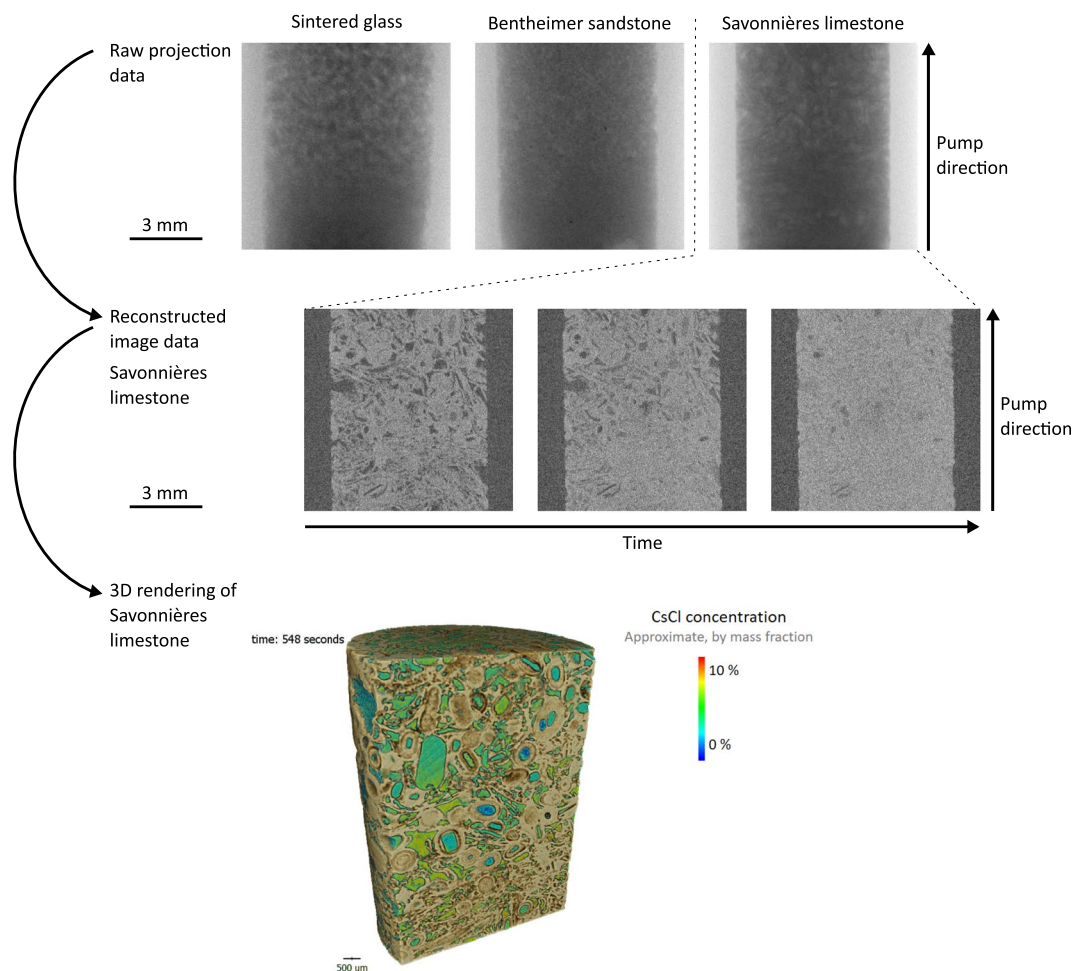 Sintered glass
Bentheimer sandstone
Savonnières limestone
Raw projection
data
Pump
direction
3 mm
Reconstructed
image data
Savonnières
limestone
Pump
direction
3 mm
Time
3D rendering of
Savonnières
limestone
time: 548 seconds
CsCl concentration
Approximate, by mass fraction
10 %
0 %
500 um